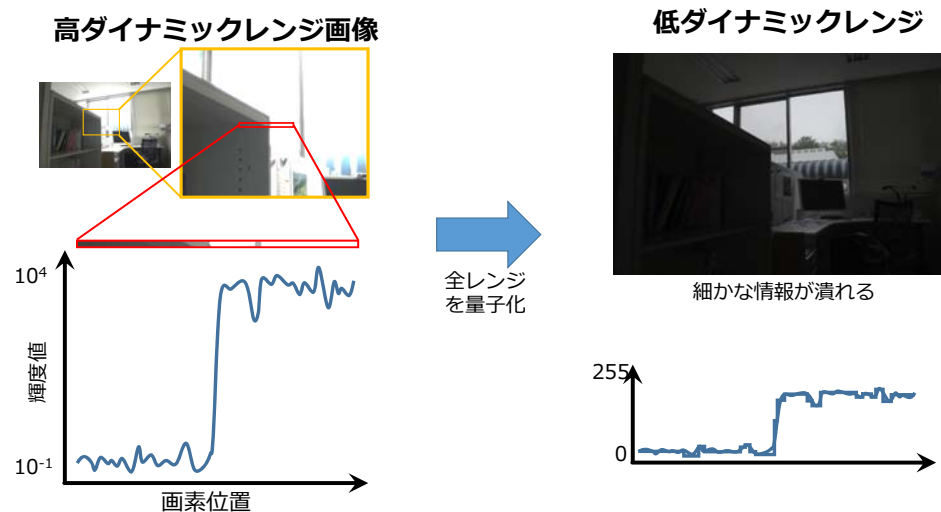 高ダイナミックレンジ画像
低ダイナミックレンジ
全レンジ
を量子化
細かな情報が潰れる
10⁴
輝度値
10⁻¹
画素位置
255
0